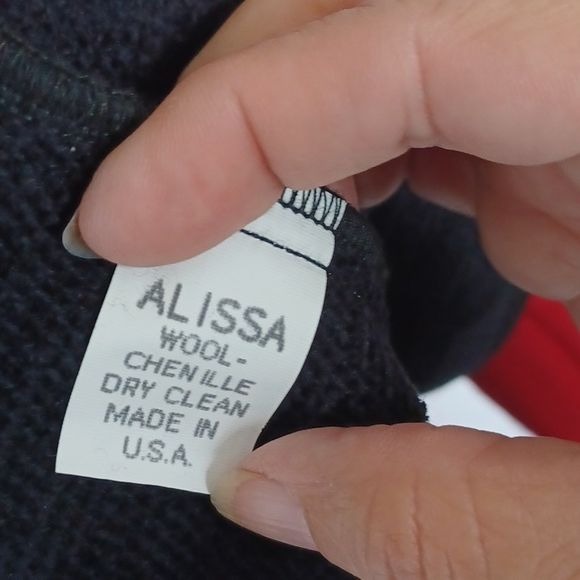 ALISSA
WOOL-
CHENILLE
DRY CLEAN
MADE IN
U.S.A.